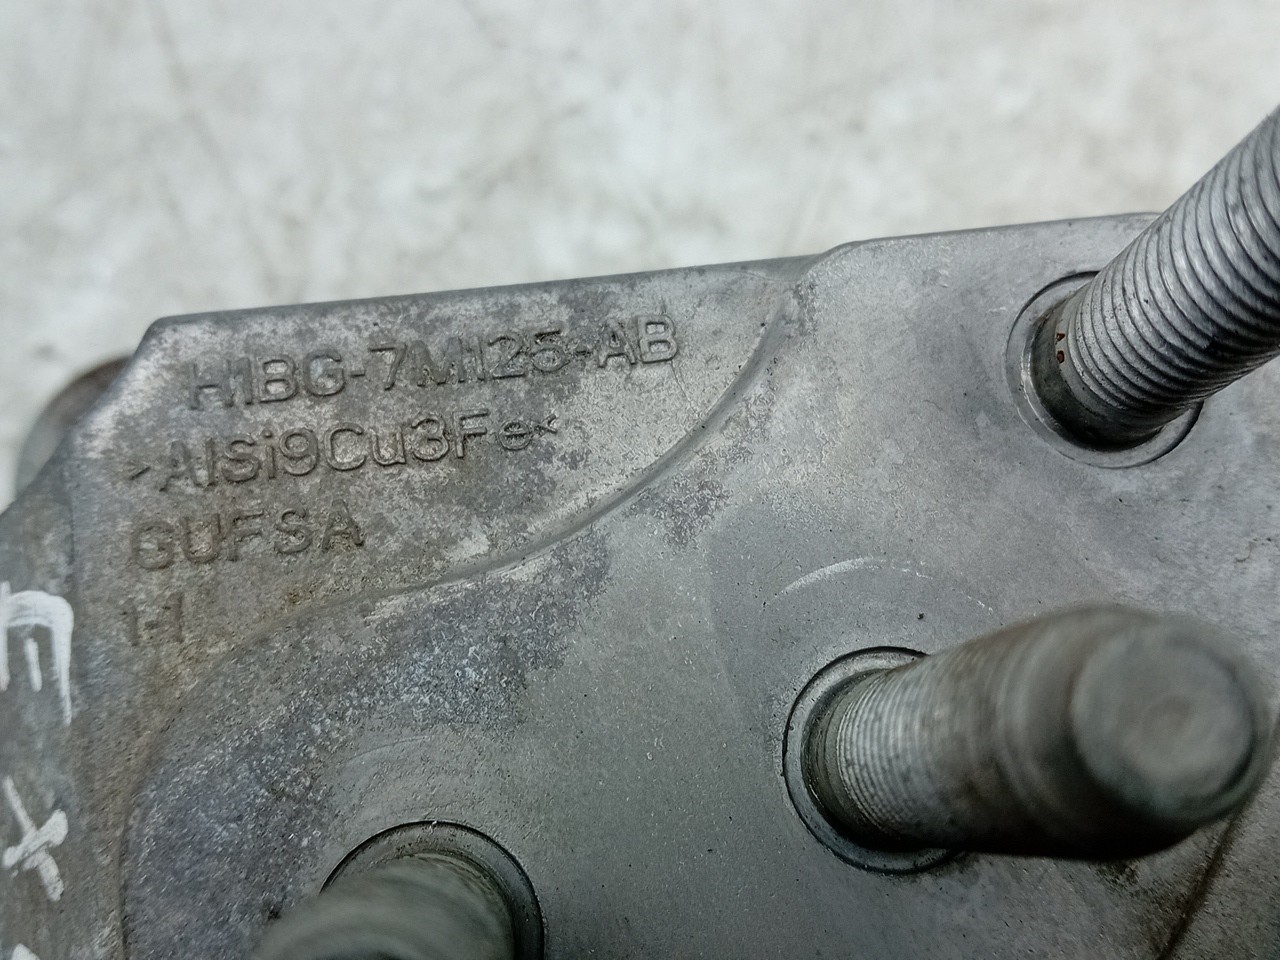 H1BG-7M125-AB
>AlSi9Cu3Fe<
GUFSA
1-1